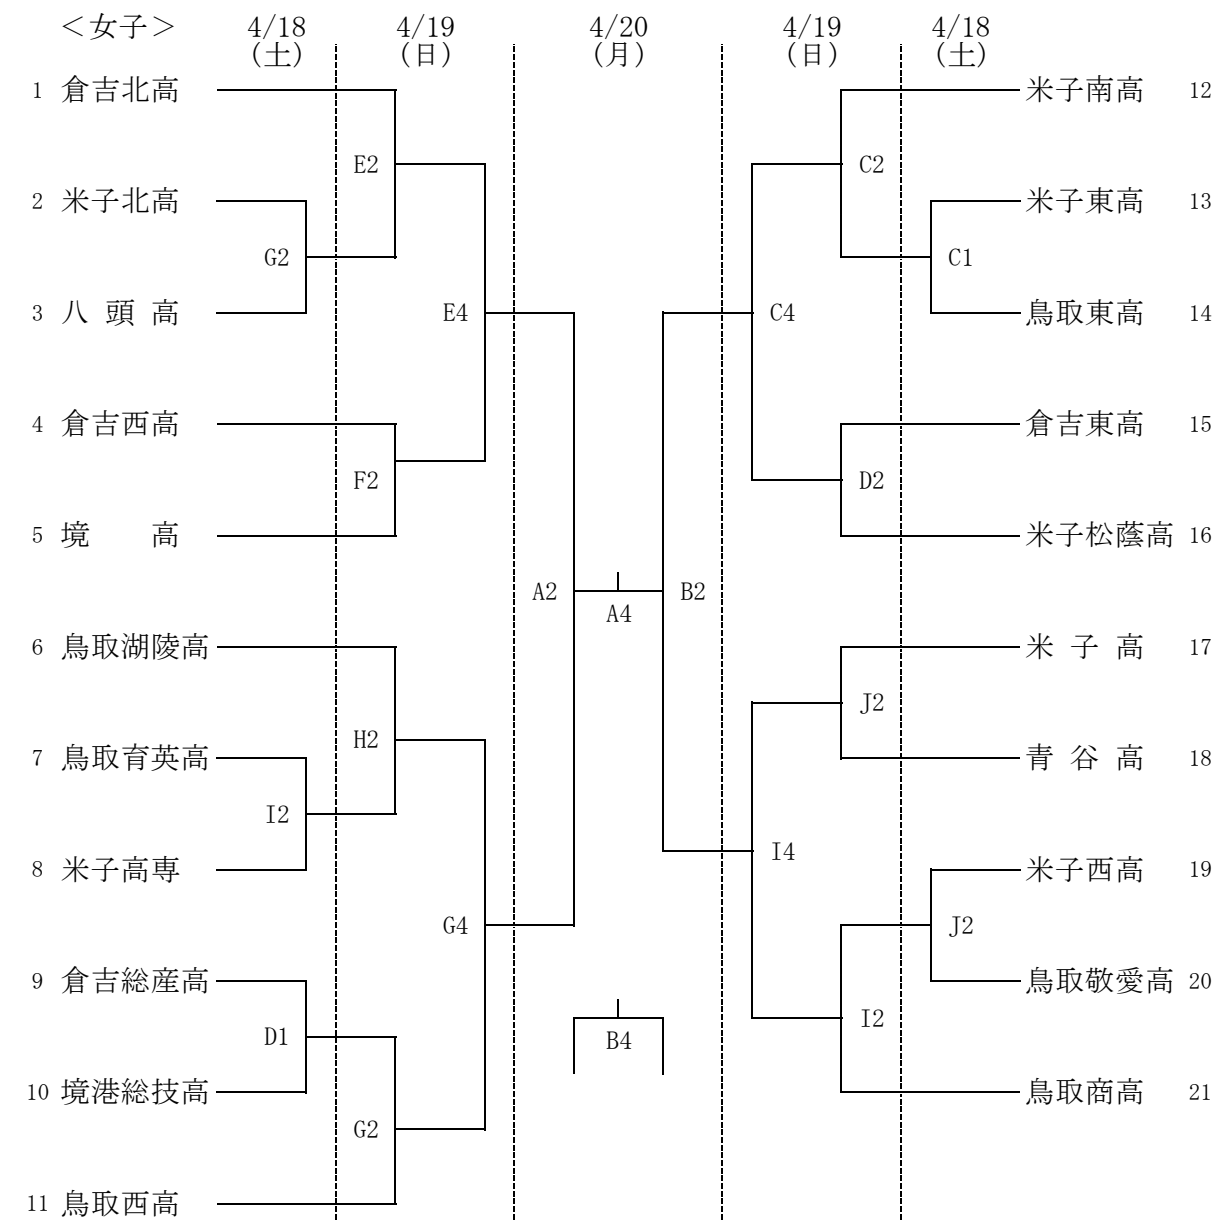 ＜女子＞ 4/18 4/19 4/20 4/19 4/18
(土) (日) (月) (日) (土)
1 倉吉北高 米子南高 12
E2 C2
2 米子北高 米子東高 13
G2 C1
3 八 頭 高 E4 C4 鳥取東高 14
4 倉吉西高 倉吉東高 15
F2 D2
5 境　　高 米子松蔭高 16
A2 B2
A4
6 鳥取湖陵高 米 子 高 17
J2
H2
7 鳥取育英高 青 谷 高 18
I2
I4
8 米子高専 米子西高 19
G4 J2
9 倉吉総産高 鳥取敬愛高 20
I2
D1 B4
10 境港総技高 鳥取商高 21
G2
11 鳥取西高